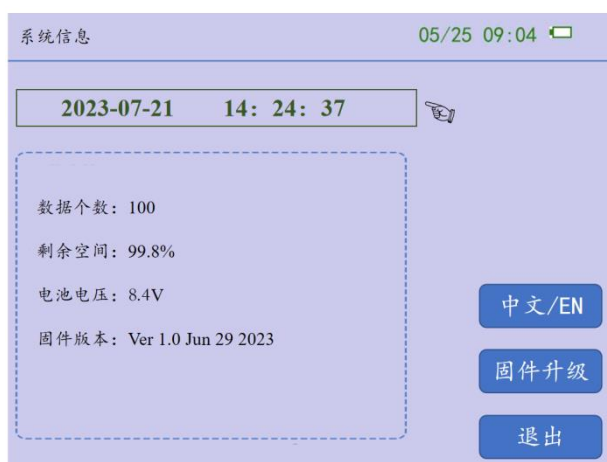 系统信息 05/25 09:04
2023-07-21 14: 24: 37
数据个数：100
剩余空间：99.8%
电池电压：8.4V
固件版本：Ver 1.0 Jun 29 2023
中文/EN
固件升级
退出